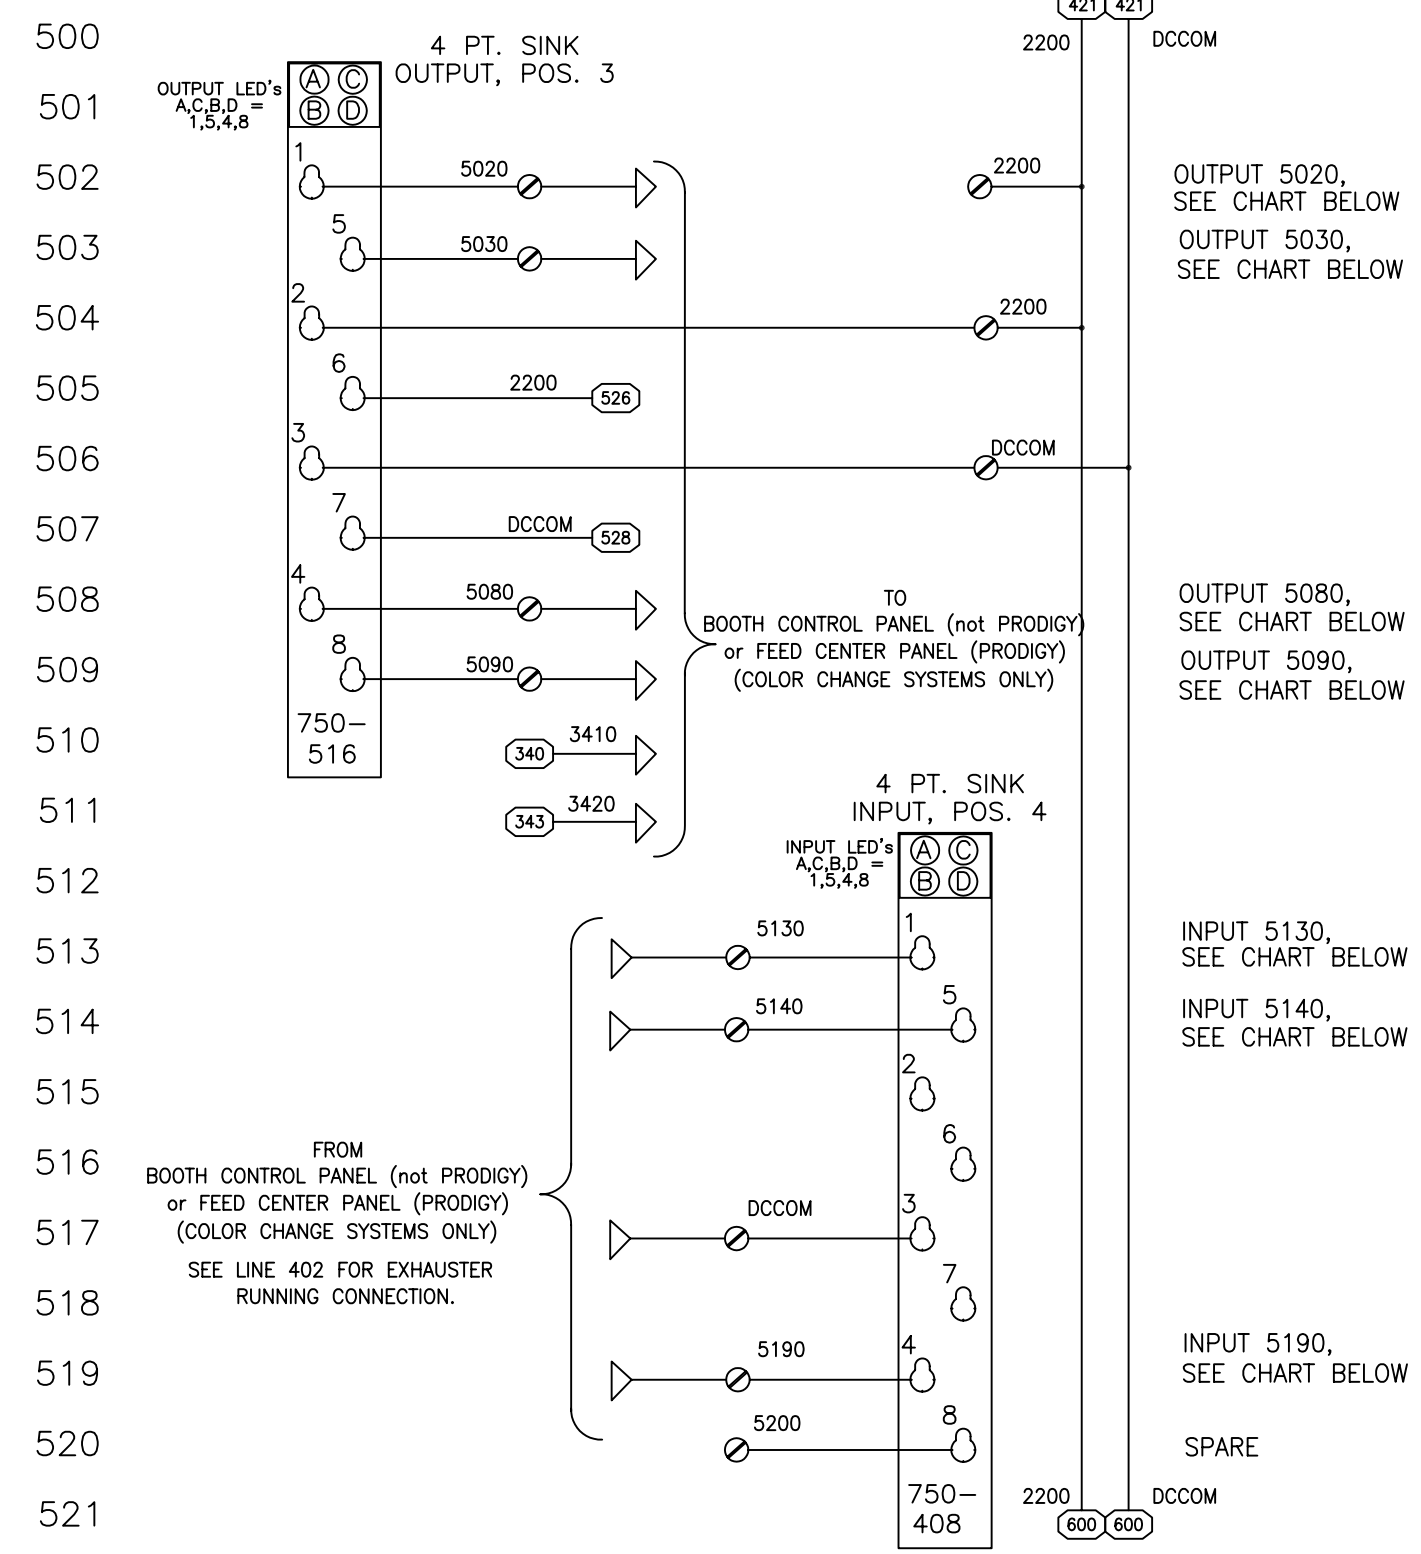 421 421
500
4 PT. SINK
OUTPUT, POS. 3
2200
DCCOM
OUTPUT LED's
A,C,B,D =
1,5,4,8
A C
B D
501
1
502
5020
2200
OUTPUT 5020,
SEE CHART BELOW
5
503
5030
OUTPUT 5030,
SEE CHART BELOW
2
504
2200
6
505
2200
526
3
506
DCCOM
7
507
DCCOM
528
4
508
5080
OUTPUT 5080,
SEE CHART BELOW
TO
BOOTH CONTROL PANEL (not PRODIGY)
or FEED CENTER PANEL (PRODIGY)
(COLOR CHANGE SYSTEMS ONLY)
8
509
5090
OUTPUT 5090,
SEE CHART BELOW
750-
516
510
340
3410
511
343
3420
4 PT. SINK
INPUT, POS. 4
INPUT LED's
A,C,B,D =
1,5,4,8
A C
B D
512
1
513
5130
INPUT 5130,
SEE CHART BELOW
5
514
5140
INPUT 5140,
SEE CHART BELOW
2
515
6
516
FROM
BOOTH CONTROL PANEL (not PRODIGY)
or FEED CENTER PANEL (PRODIGY)
(COLOR CHANGE SYSTEMS ONLY)
SEE LINE 402 FOR EXHAUSTER
RUNNING CONNECTION.
3
517
DCCOM
7
518
4
519
5190
INPUT 5190,
SEE CHART BELOW
8
520
5200
SPARE
750-
408
521
2200
DCCOM
600 600